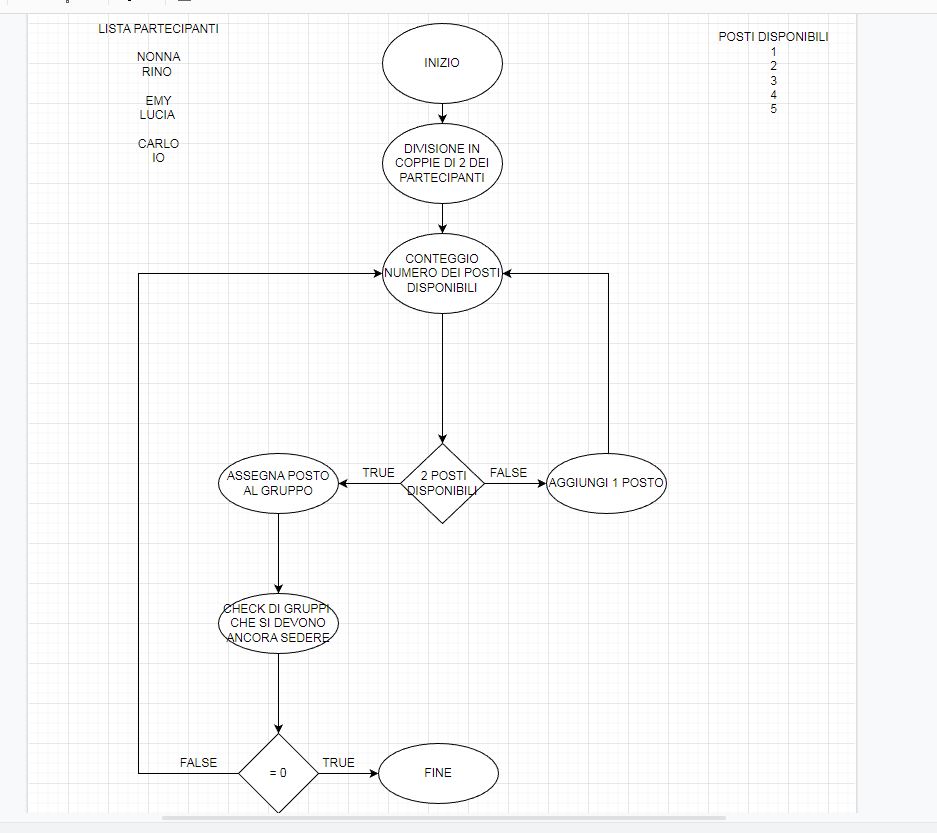 LISTA PARTECIPANTI
NONNA
RINO
EMY
LUCIA
CARLO
IO
INIZIO
POSTI DISPONIBILI
1
2
3
4
5
DIVISIONE IN
COPPIE DI 2 DEI
PARTECIPANTI
CONTEGGIO
NUMERO DEI POSTI
DISPONIBILI
ASSEGNA POSTO
AL GRUPPO
TRUE
2 POSTI
DISPONIBILI
FALSE
AGGIUNGI 1 POSTO
CHECK DI GRUPPI
CHE SI DEVONO
ANCORA SEDERE
FALSE
= 0
TRUE
FINE